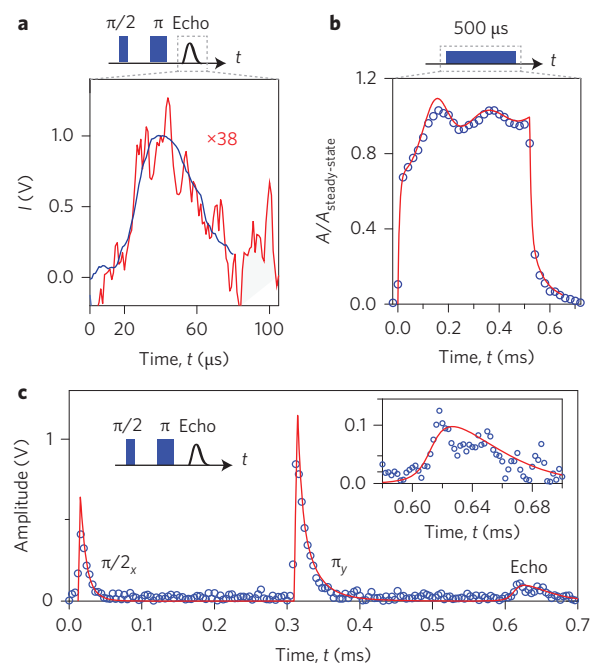 a
π/2 π Echo
t
×38
1.0
0.5
0.0
I (V)
0 20 60 100
Time, t (μs)
b
500 μs
t
1.2
0.8
0.4
0.0
A/A steady-state
0.0 0.2 0.4 0.6
Time, t (ms)
c
π/2 π Echo
t
1
0
Amplitude (V)
π/2x
πy
Echo
0.1
0.0
0.60 0.64 0.68
Time, t (ms)
0.0 0.1 0.2 0.3 0.4 0.5 0.6 0.7
Time, t (ms)